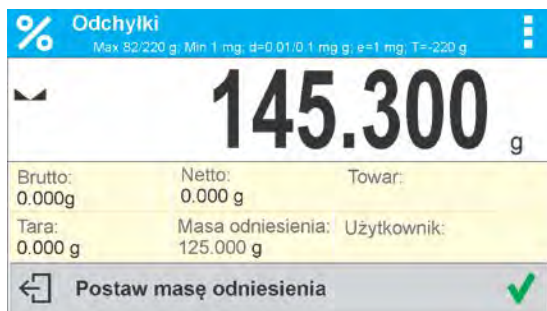 % Odchyłki
Max 82/220 g; Min 1 mg; d=0.01/0.1 mg g; e=1 mg; T=-220 g
145.300 g
Brutto: Netto: Towar:
0.000g 0.000 g
Tara: Masa odniesienia: Użytkownik:
0.000 g 125.000 g
Postaw masę odniesienia